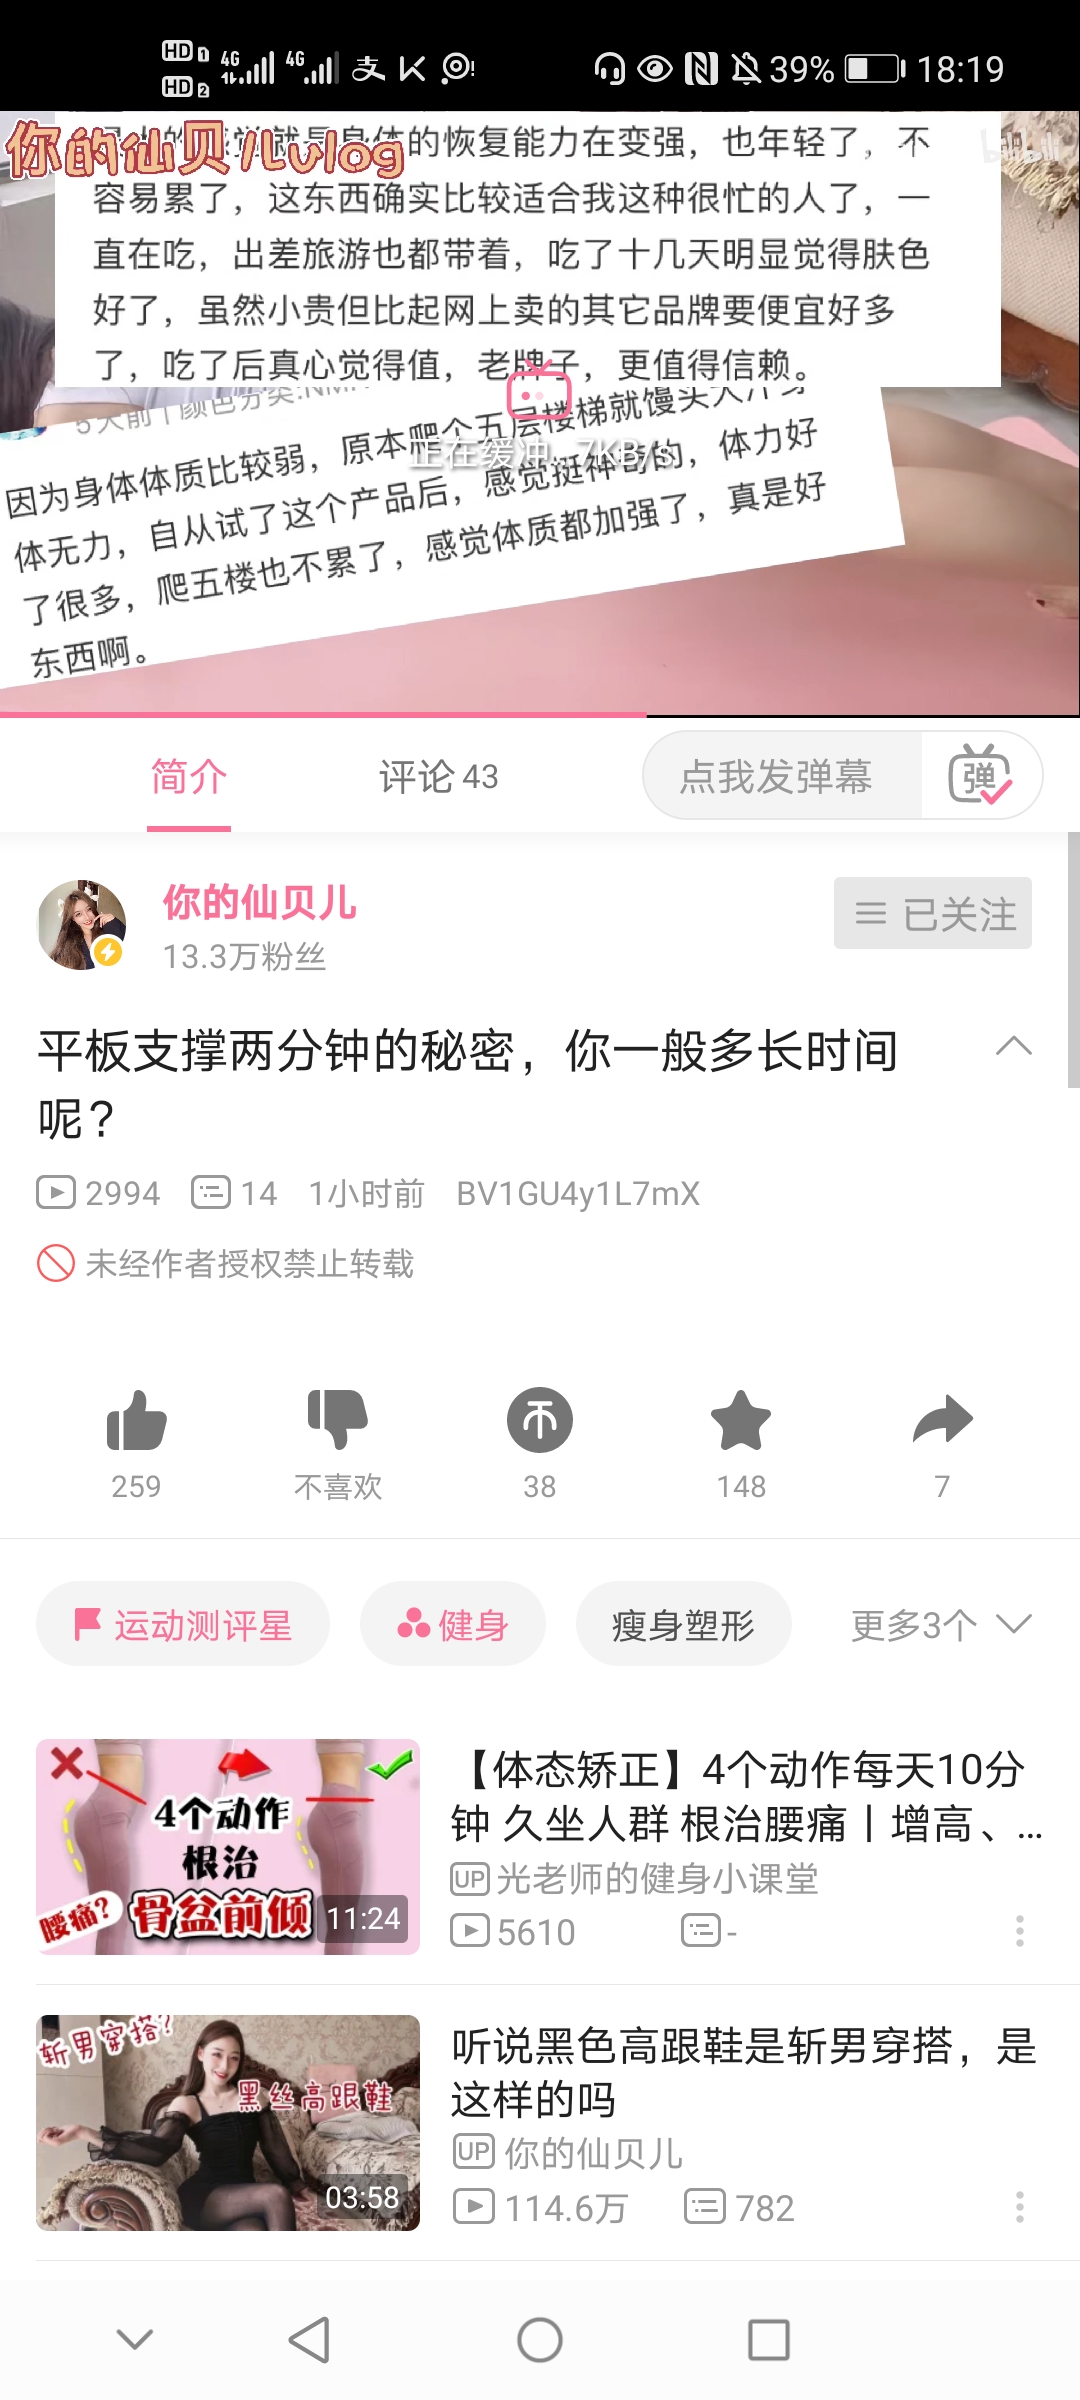 HD 1
HD 2
4G
4G
支
39%
18:19
你的仙贝儿vlog
bilibili
的恢复能力在变强，也年轻了，不
容易累了，这东西确实比较适合我这种很忙的人了，一
直在吃，出差旅游也都带着，吃了十几天明显觉得肤色
好了，虽然小贵但比起网上卖的其它品牌要便宜好多
了，吃了后真心觉得值，老牌子，更值得信赖。
5天前 | 颜色分类:NM
正在缓冲...7KB/s
因为身体体质比较弱，原本爬个五层楼梯就馒头大汗身
体无力，自从试了这个产品后，感觉挺神奇的，体力好
了很多，爬五楼也不累了，感觉体质都加强了，真是好
东西啊。
简介
评论 43
点我发弹幕
弹
你的仙贝儿
13.3万粉丝
已关注
平板支撑两分钟的秘密，你一般多长时间
呢？
2994
14
1小时前
BV1GU4y1L7mX
未经作者授权禁止转载
259
不喜欢
38
148
7
运动测评星
健身
瘦身塑形
更多3个
4个动作
根治
腰痛?
骨盆前倾
11:24
【体态矫正】4个动作每天10分
钟 久坐人群 根治腰痛丨增高、...
UP 光老师的健身小课堂
5610
-
斩男穿搭?
黑丝高跟鞋
03:58
听说黑色高跟鞋是斩男穿搭，是
这样的吗
UP 你的仙贝儿
114.6万
782